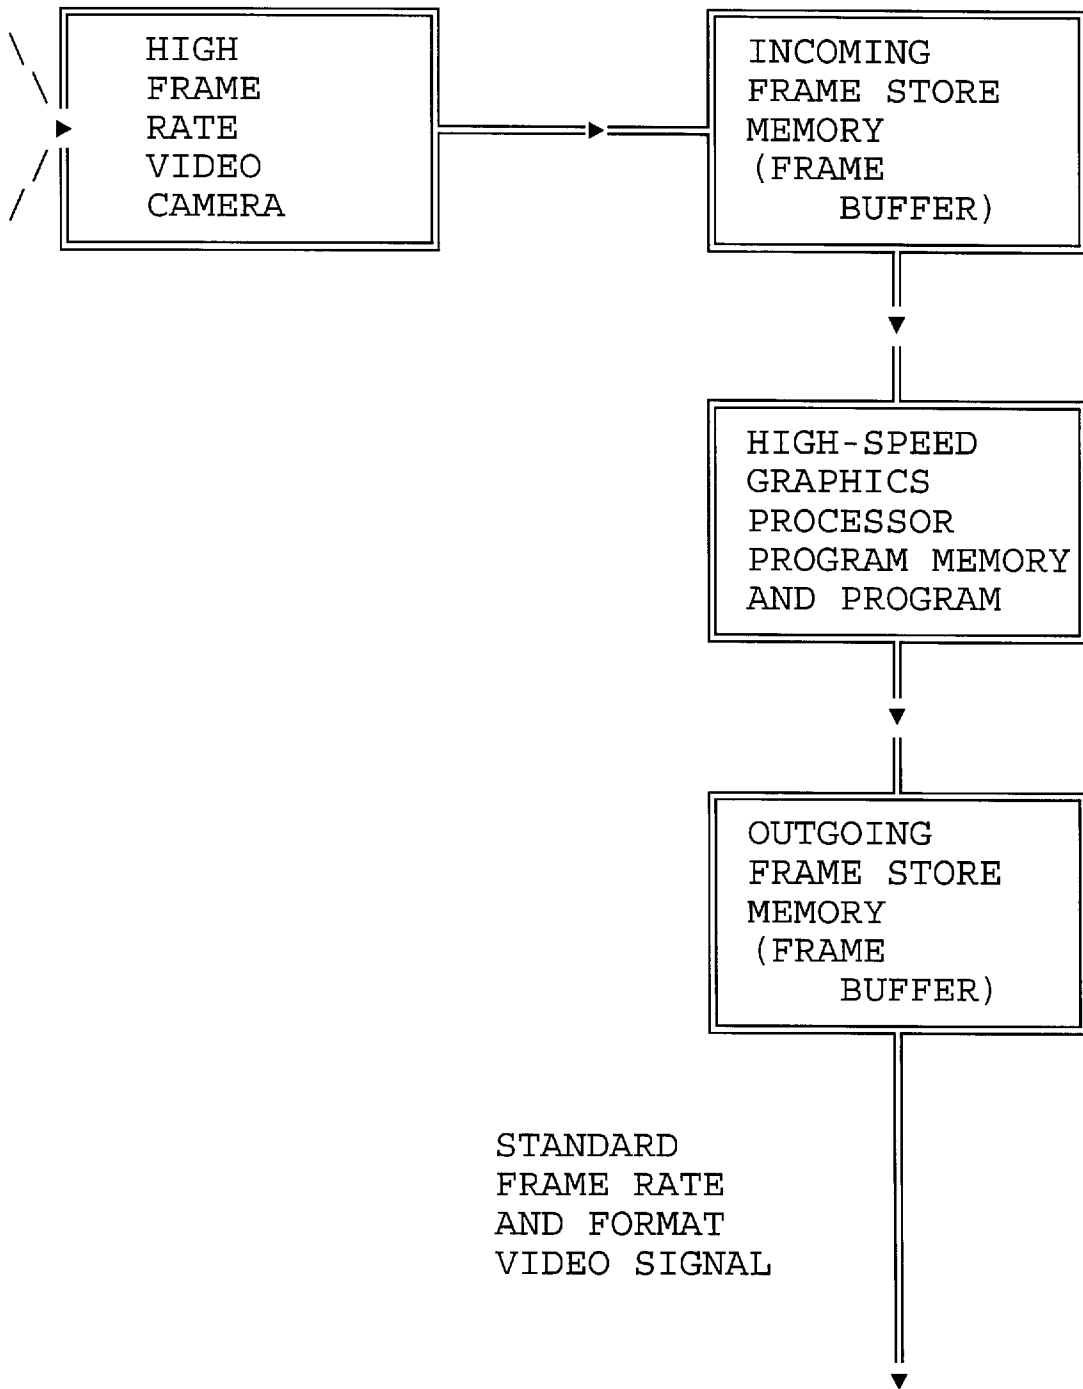 HIGH
FRAME
RATE
VIDEO
CAMERA
INCOMING
FRAME STORE
MEMORY
(FRAME
BUFFER)
HIGH-SPEED
GRAPHICS
PROCESSOR
PROGRAM MEMORY
AND PROGRAM
OUTGOING
FRAME STORE
MEMORY
(FRAME
BUFFER)
STANDARD
FRAME RATE
AND FORMAT
VIDEO SIGNAL